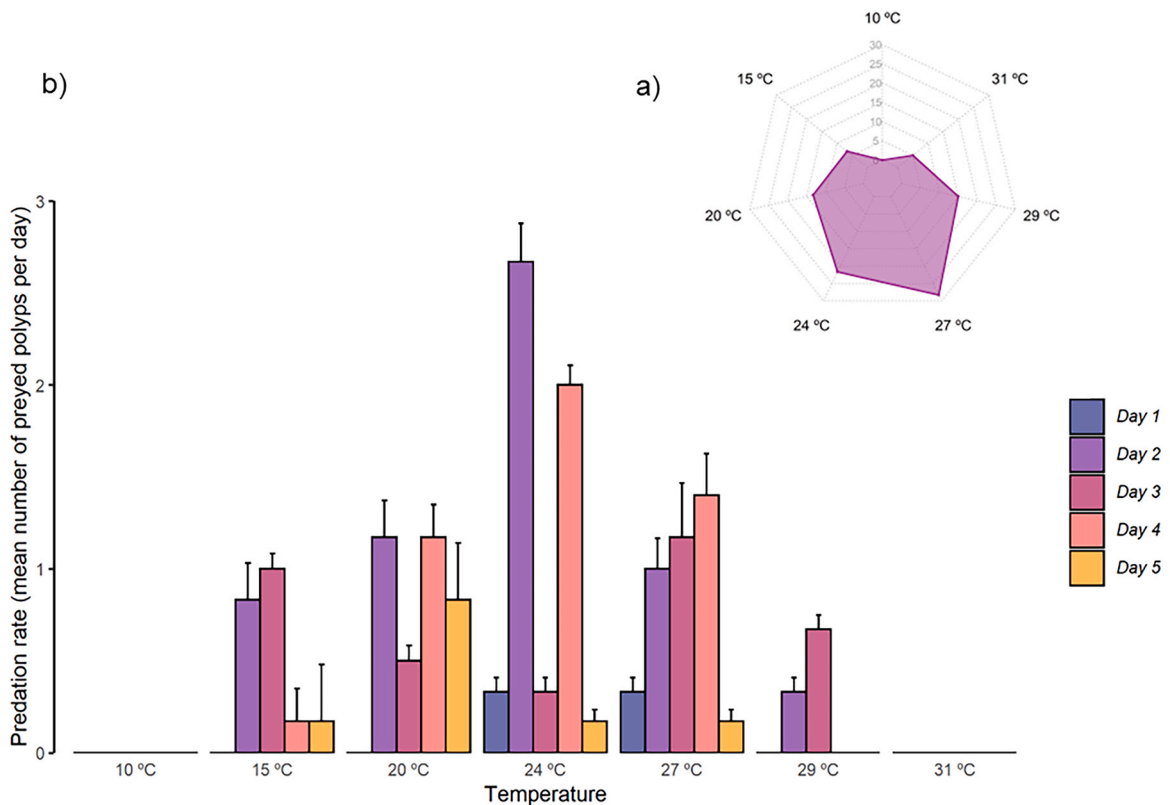 b)
a)
10 ºC
31 ºC
29 ºC
27 ºC
24 ºC
20 ºC
15 ºC
30
25
20
15
10
5
0
Predation rate (mean number of preyed polyps per day)
3
2
1
0
10 ºC
15 ºC
20 ºC
24 ºC
27 ºC
29 ºC
31 ºC
Temperature
Day 1
Day 2
Day 3
Day 4
Day 5